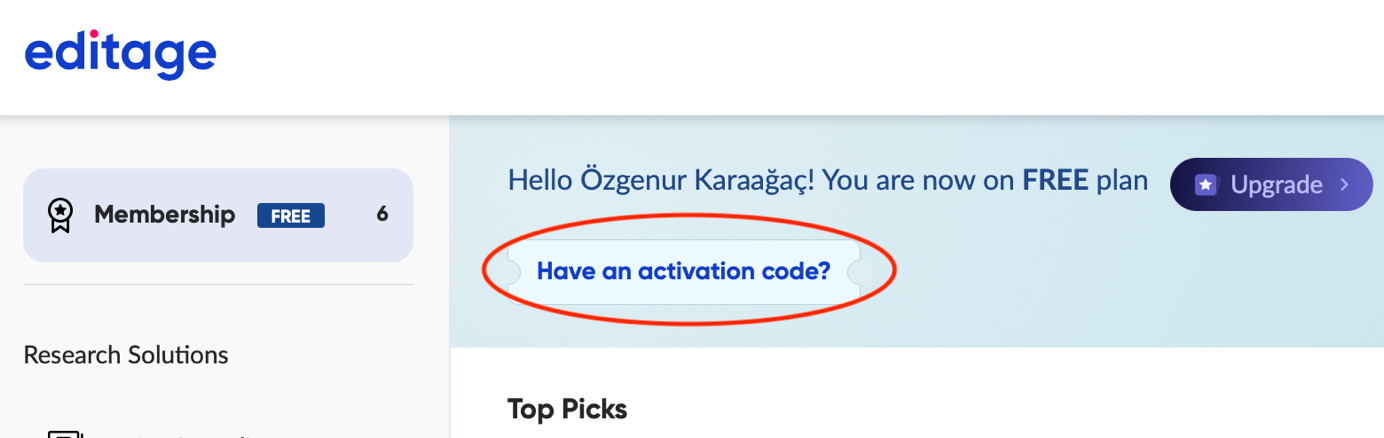 editage
Hello Özgenur Karaağaç! You are now on FREE plan
Upgrade
Membership FREE 6
Have an activation code?
Research Solutions
Top Picks